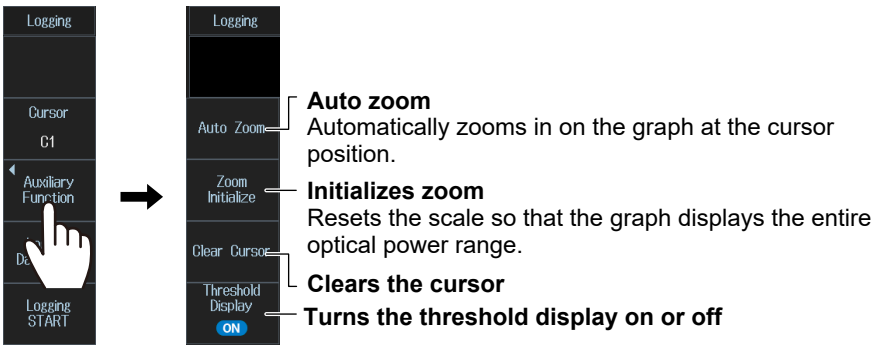 Logging
Cursor
C1
Auxiliary
Function
Da
Logging
START
Logging
Auto Zoom
Zoom
Initialize
Clear Cursor
Threshold
Display
ON
Auto zoom
Automatically zooms in on the graph at the cursor
position.
Initializes zoom
Resets the scale so that the graph displays the entire
optical power range.
Clears the cursor
Turns the threshold display on or off